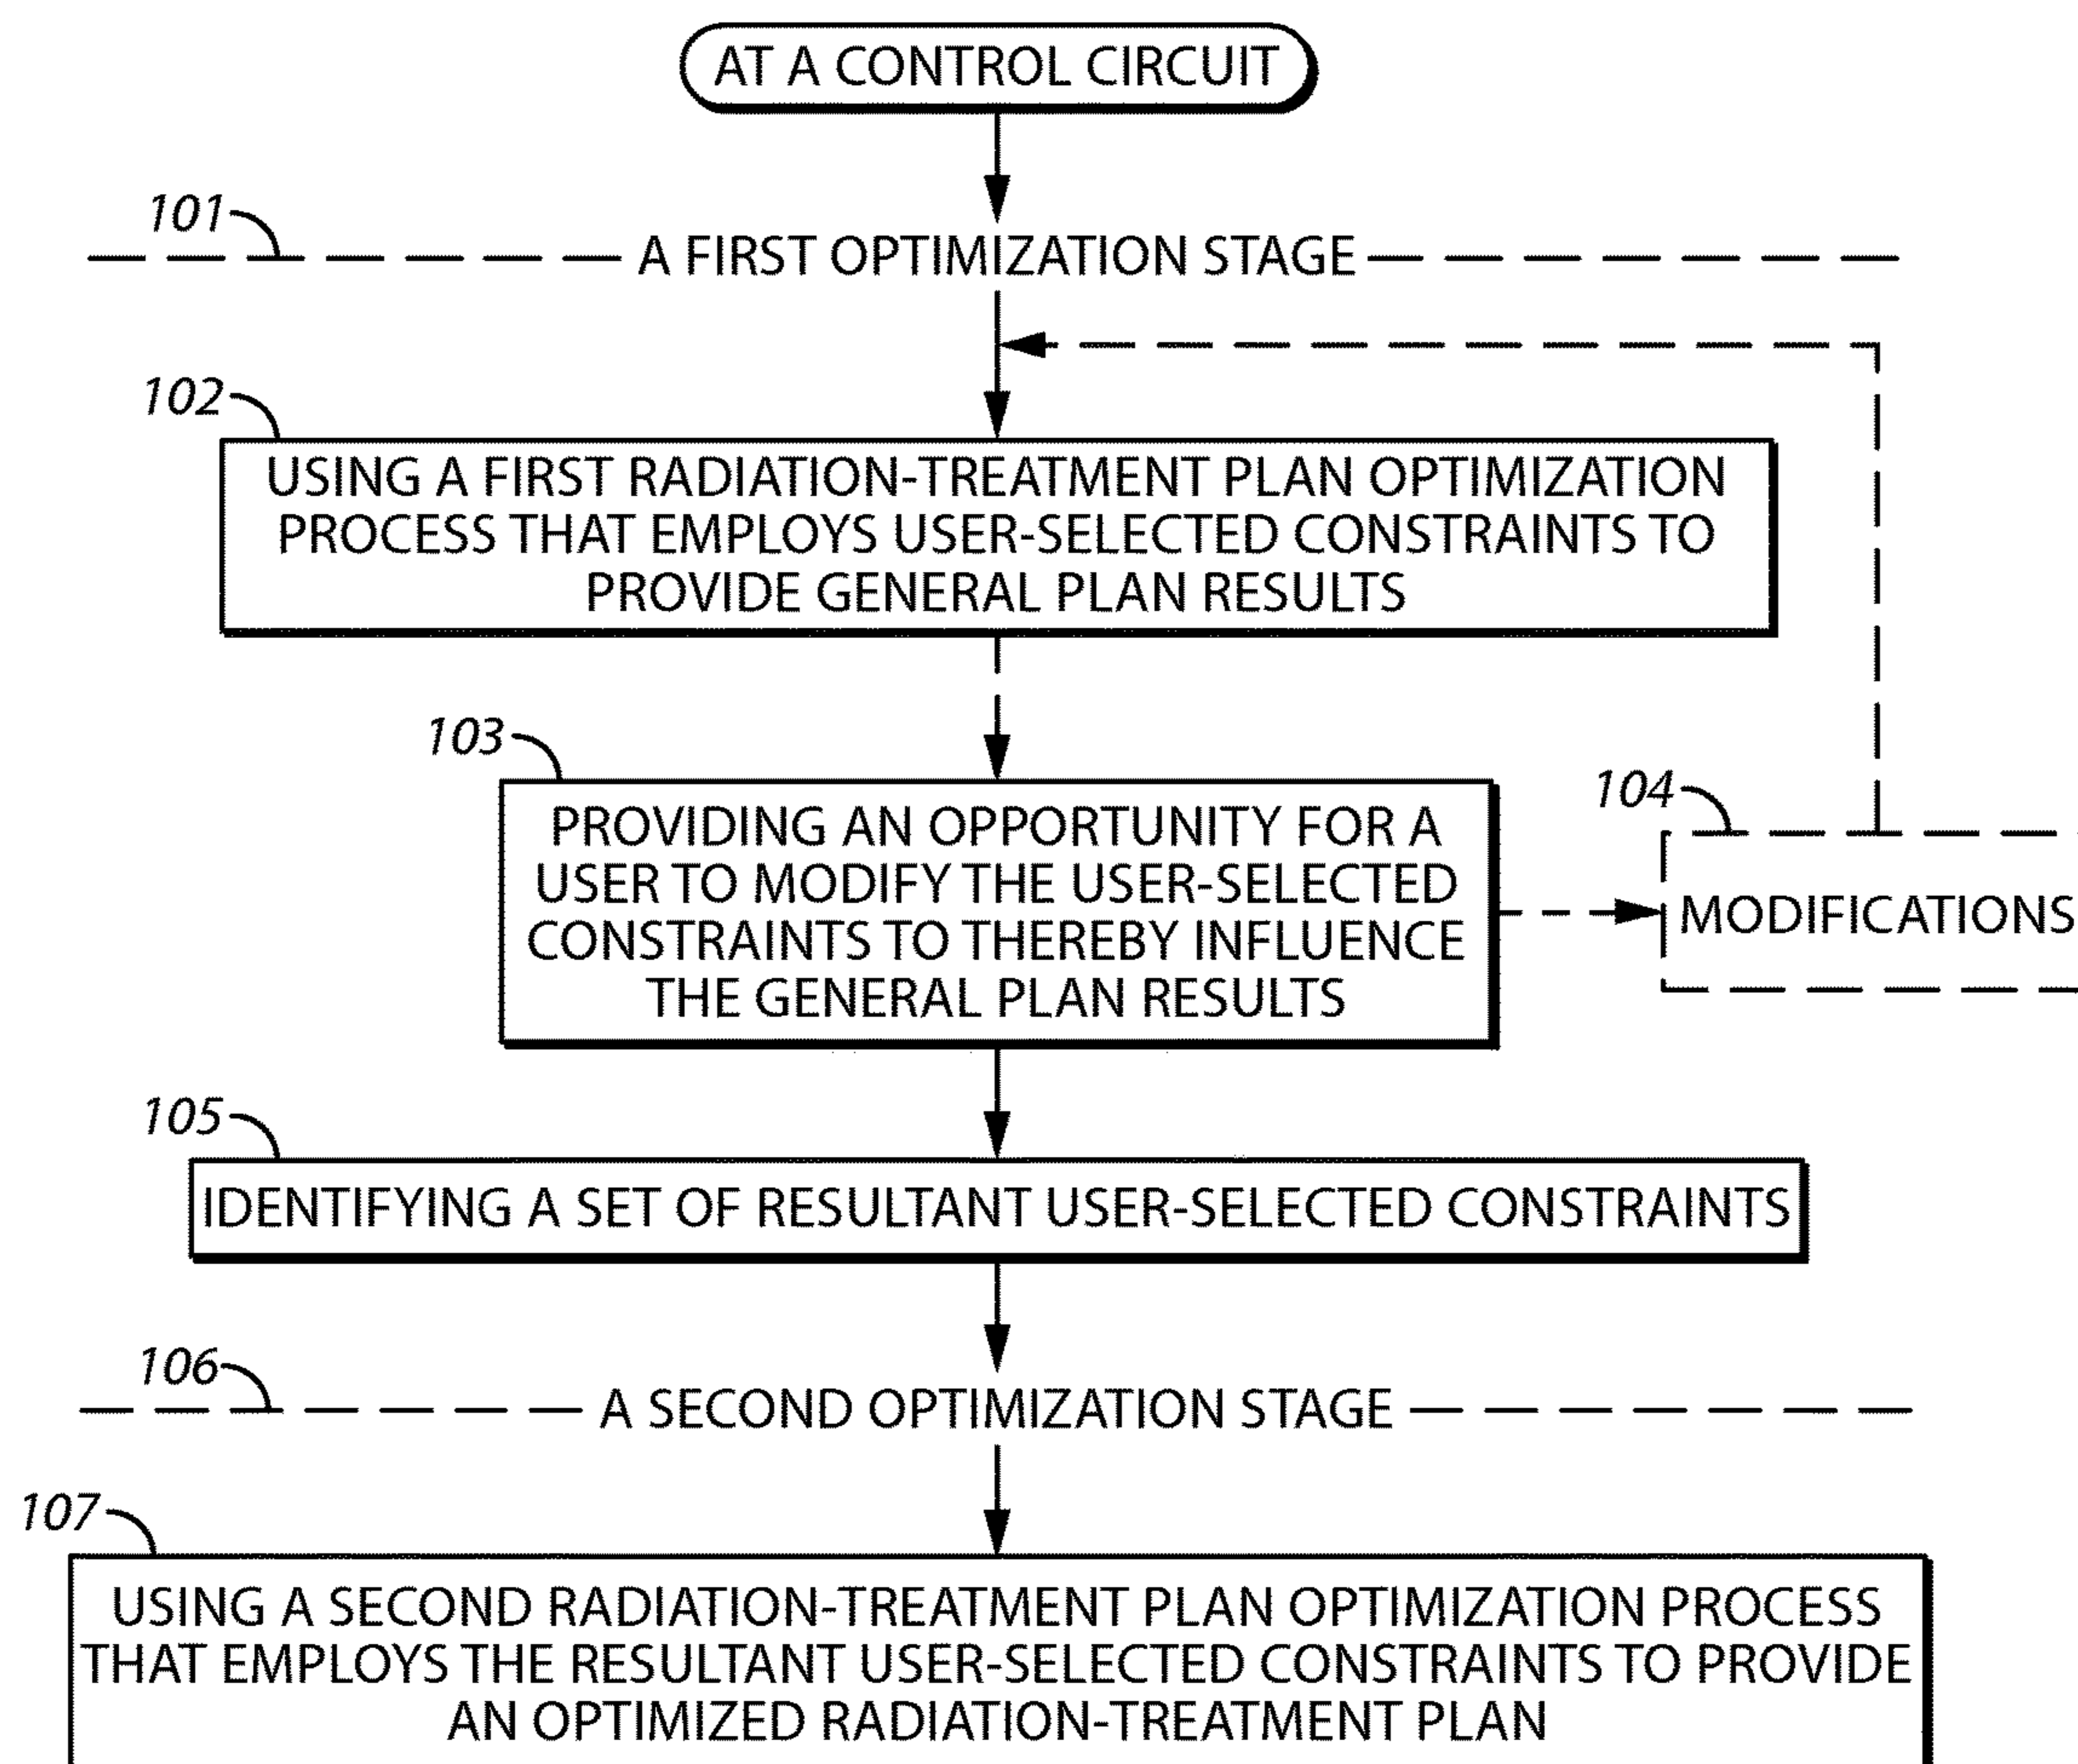 AT A CONTROL CIRCUIT
101
A FIRST OPTIMIZATION STAGE
102
USING A FIRST RADIATION-TREATMENT PLAN OPTIMIZATION
PROCESS THAT EMPLOYS USER-SELECTED CONSTRAINTS TO
PROVIDE GENERAL PLAN RESULTS
103
PROVIDING AN OPPORTUNITY FOR A
USER TO MODIFY THE USER-SELECTED
CONSTRAINTS TO THEREBY INFLUENCE
THE GENERAL PLAN RESULTS
104
MODIFICATIONS
105
IDENTIFYING A SET OF RESULTANT USER-SELECTED CONSTRAINTS
106
A SECOND OPTIMIZATION STAGE
107
USING A SECOND RADIATION-TREATMENT PLAN OPTIMIZATION PROCESS
THAT EMPLOYS THE RESULTANT USER-SELECTED CONSTRAINTS TO PROVIDE
AN OPTIMIZED RADIATION-TREATMENT PLAN